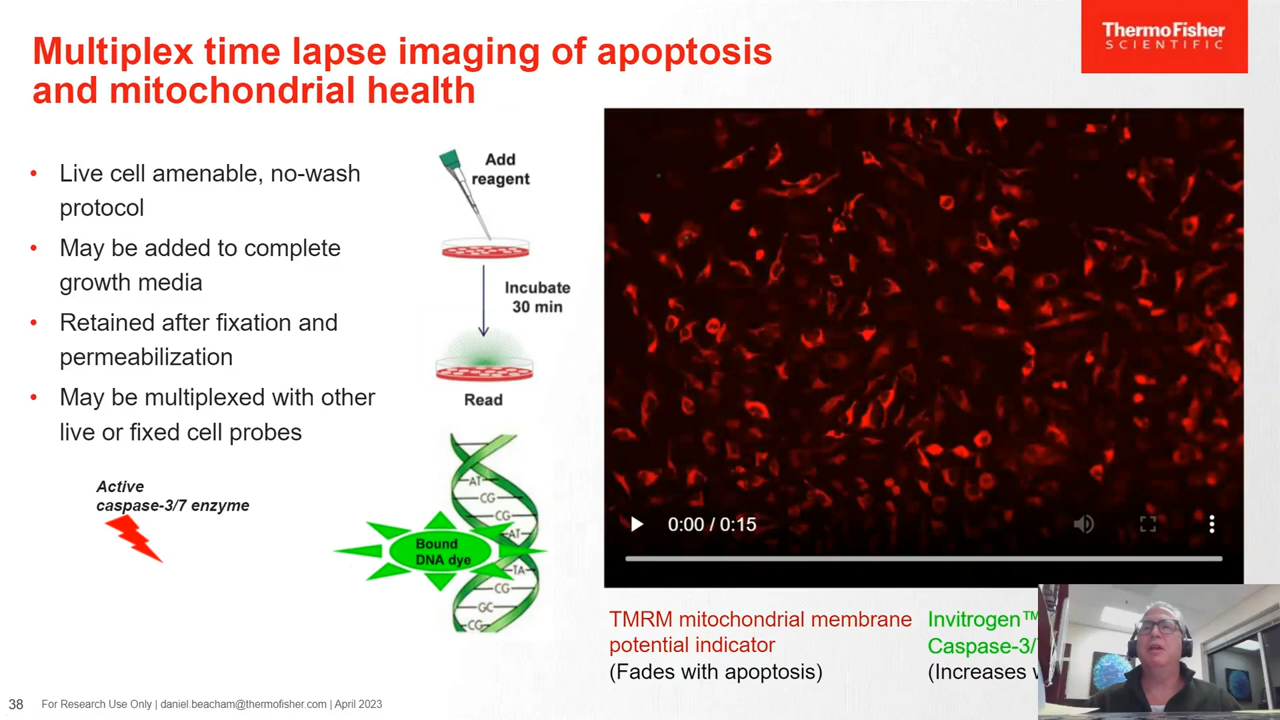 Multiplex time lapse imaging of apoptosis
and mitochondrial health
ThermoFisher
SCIENTIFIC
• Live cell amenable, no-wash
protocol
• May be added to complete
growth media
• Retained after fixation and
permeabilization
• May be multiplexed with other
live or fixed cell probes
Active
caspase-3/7 enzyme
Add
reagent
Incubate
30 min
Read
AT
CG
CG
AT
Bound
DNA dye
TA
CG
GC
CG
0:00 / 0:15
TMRM mitochondrial membrane
potential indicator
(Fades with apoptosis)
Invitrogen™
Caspase-3/
(Increases
38 For Research Use Only | daniel.beacham@thermofisher.com | April 2023